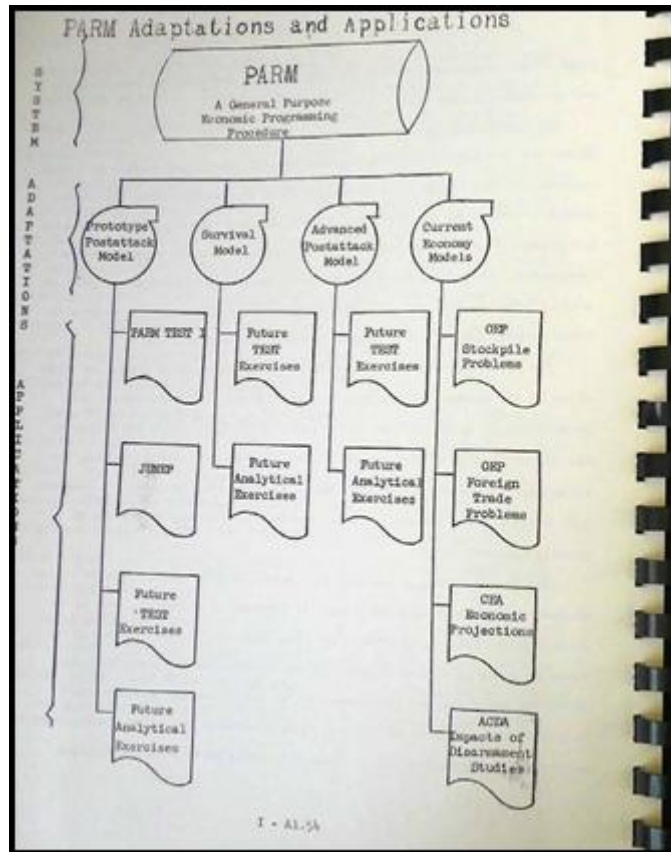 PARM Adaptations and Applications
SYSTEM
PARM
A General Purpose
Economic Programming
Procedure
ADAPTATIONS
Prototype
Postattack
Model
Survival
Model
Advanced
Postattack
Model
Current
Economy
Models
APPLICATIONS
PARM TEST I
Future
TEST
Exercises
Future
TEST
Exercises
OEP
Stockpile
Problems
JUNEP
Future
Analytical
Exercises
Future
Analytical
Exercises
OEP
Foreign
Trade
Problems
Future
TEST
Exercises
CEA
Economic
Projections
Future
Analytical
Exercises
ACDA
Impacts of
Disarmament
Studies
I - A1.54